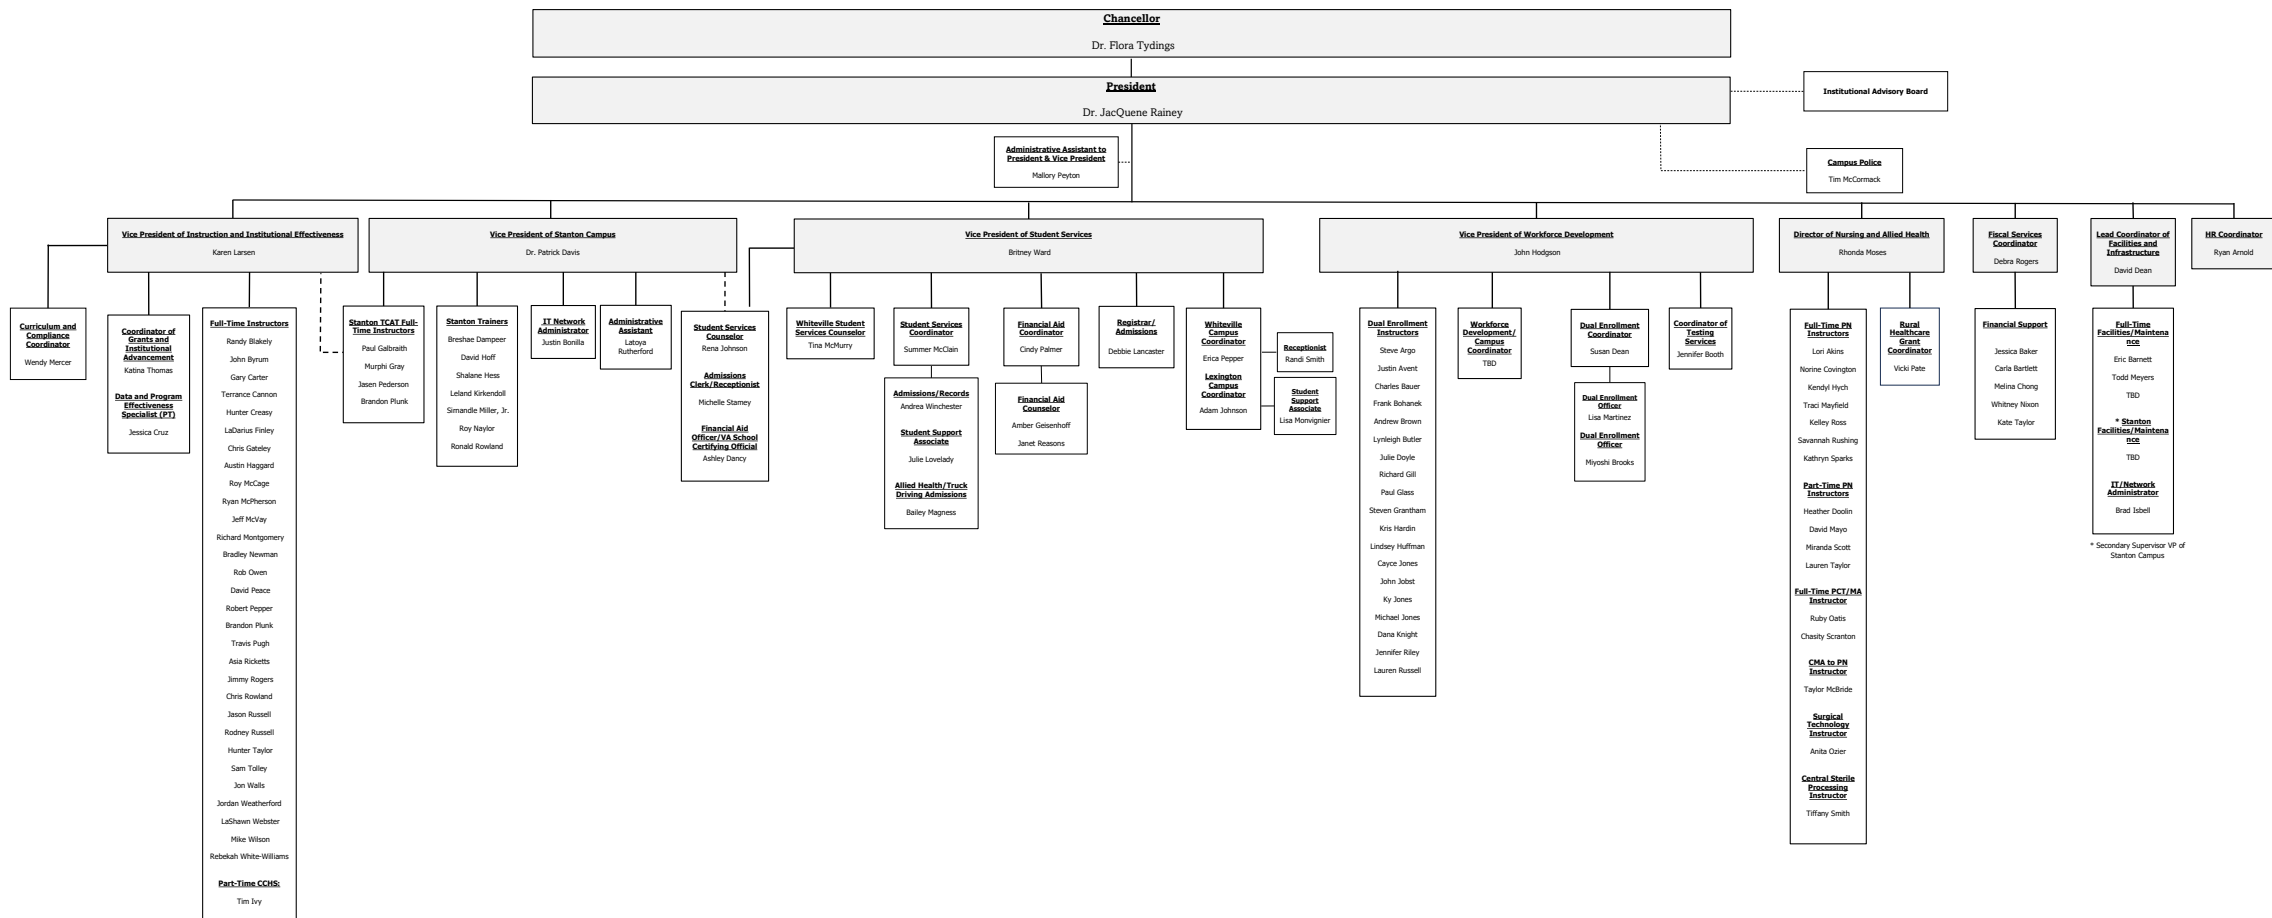 Chancellor
Dr. Flora Tydings
President
Dr. JacQuene Rainey
Institutional Advisory Board
Administrative Assistant to
President & Vice President
Mallory Peyton
Campus Police
Tim McCormack
Vice President of Instruction and Institutional Effectiveness
Karen Larsen
Vice President of Stanton Campus
Dr. Patrick Davis
Vice President of Student Services
Britney Ward
Vice President of Workforce Development
John Hodgson
Director of Nursing and Allied Health
Rhonda Moses
Fiscal Services
Coordinator
Debra Rogers
Lead Coordinator of
Facilities and
Infrastructure
David Dean
HR Coordinator
Ryan Arnold
Curriculum and
Compliance
Coordinator
Wendy Mercer
Coordinator of
Grants and
Institutional
Advancement
Katina Thomas
Data and Program
Effectiveness
Specialist (PT)
Jessica Cruz
Full-Time Instructors
Randy Blakely
John Byrum
Gary Carter
Terrance Cannon
Hunter Creasy
LaDarius Finley
Chris Gateley
Austin Haggard
Roy McCage
Ryan McPherson
Jeff McVay
Richard Montgomery
Bradley Newman
Rob Owen
David Peace
Robert Pepper
Brandon Plunk
Travis Pugh
Asia Ricketts
Jimmy Rogers
Chris Rowland
Jason Russell
Rodney Russell
Hunter Taylor
Sam Tolley
Jon Walls
Jordan Weatherford
LaShawn Webster
Mike Wilson
Rebekah White-Williams
Part-Time CCHS:
Tim Ivy
Stanton TCAT Full-
Time Instructors
Paul Galbraith
Murphi Gray
Jasen Pederson
Brandon Plunk
Stanton Trainers
Breshae Dampeer
David Hoff
Shalane Hess
Leland Kirkendoll
Simandle Miller, Jr.
Roy Naylor
Ronald Rowland
IT Network
Administrator
Justin Bonilla
Administrative
Assistant
Latoya
Rutherford
Student Services
Counselor
Rena Johnson
Admissions
Clerk/Receptionist
Michelle Stamey
Financial Aid
Officer/VA School
Certifying Official
Ashley Dancy
Whiteville Student
Services Counselor
Tina McMurry
Student Services
Coordinator
Summer McClain
Admissions/Records
Andrea Winchester
Student Support
Associate
Julie Lovelady
Allied Health/Truck
Driving Admissions
Bailey Magness
Financial Aid
Coordinator
Cindy Palmer
Financial Aid
Counselor
Amber Geisenhoff
Janet Reasons
Registrar/
Admissions
Debbie Lancaster
Whiteville
Campus
Coordinator
Erica Pepper
Lexington
Campus
Coordinator
Adam Johnson
Receptionist
Randi Smith
Student
Support
Associate
Lisa Monvignier
Dual Enrollment
Instructors
Steve Argo
Justin Avent
Charles Bauer
Frank Bohanek
Andrew Brown
Lynleigh Butler
Julie Doyle
Richard Gill
Paul Glass
Steven Grantham
Kris Hardin
Lindsey Huffman
Cayce Jones
John Jobst
Ky Jones
Michael Jones
Dana Knight
Jennifer Riley
Lauren Russell
Workforce
Development/
Campus
Coordinator
TBD
Dual Enrollment
Coordinator
Susan Dean
Dual Enrollment
Officer
Lisa Martinez
Dual Enrollment
Officer
Miyoshi Brooks
Coordinator of
Testing
Services
Jennifer Booth
Full-Time PN
Instructors
Lori Akins
Norine Covington
Kendyl Hych
Traci Mayfield
Kelley Ross
Savannah Rushing
Kathryn Sparks
Part-Time PN
Instructors
Heather Doolin
David Mayo
Miranda Scott
Lauren Taylor
Full-Time PCT/MA
Instructor
Ruby Oatis
Chasity Scranton
CMA to PN
Instructor
Taylor McBride
Surgical
Technology
Instructor
Anita Ozier
Central Sterile
Processing
Instructor
Tiffany Smith
Rural
Healthcare
Grant
Coordinator
Vicki Pate
Financial Support
Jessica Baker
Carla Bartlett
Melina Chong
Whitney Nixon
Kate Taylor
Full-Time
Facilities/Maintena
nce
Eric Barnett
Todd Meyers
TBD
* Stanton
Facilities/Maintena
nce
TBD
IT/Network
Administrator
Brad Isbell
* Secondary Supervisor VP of
Stanton Campus